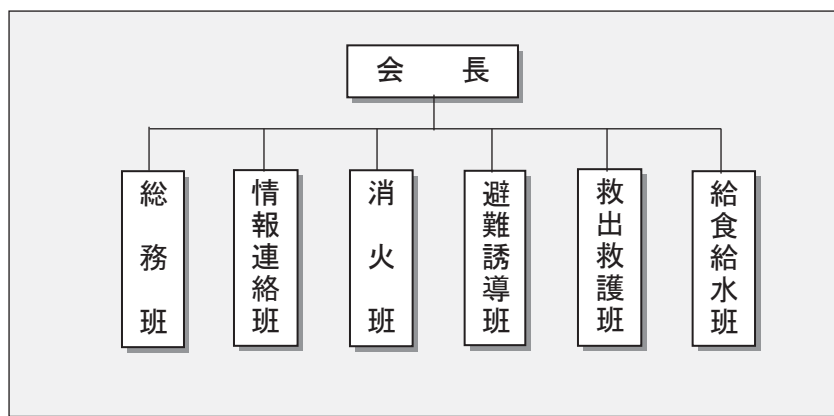 会長
総務班
情報連絡班
消火班
避難誘導班
救出救護班
給食給水班